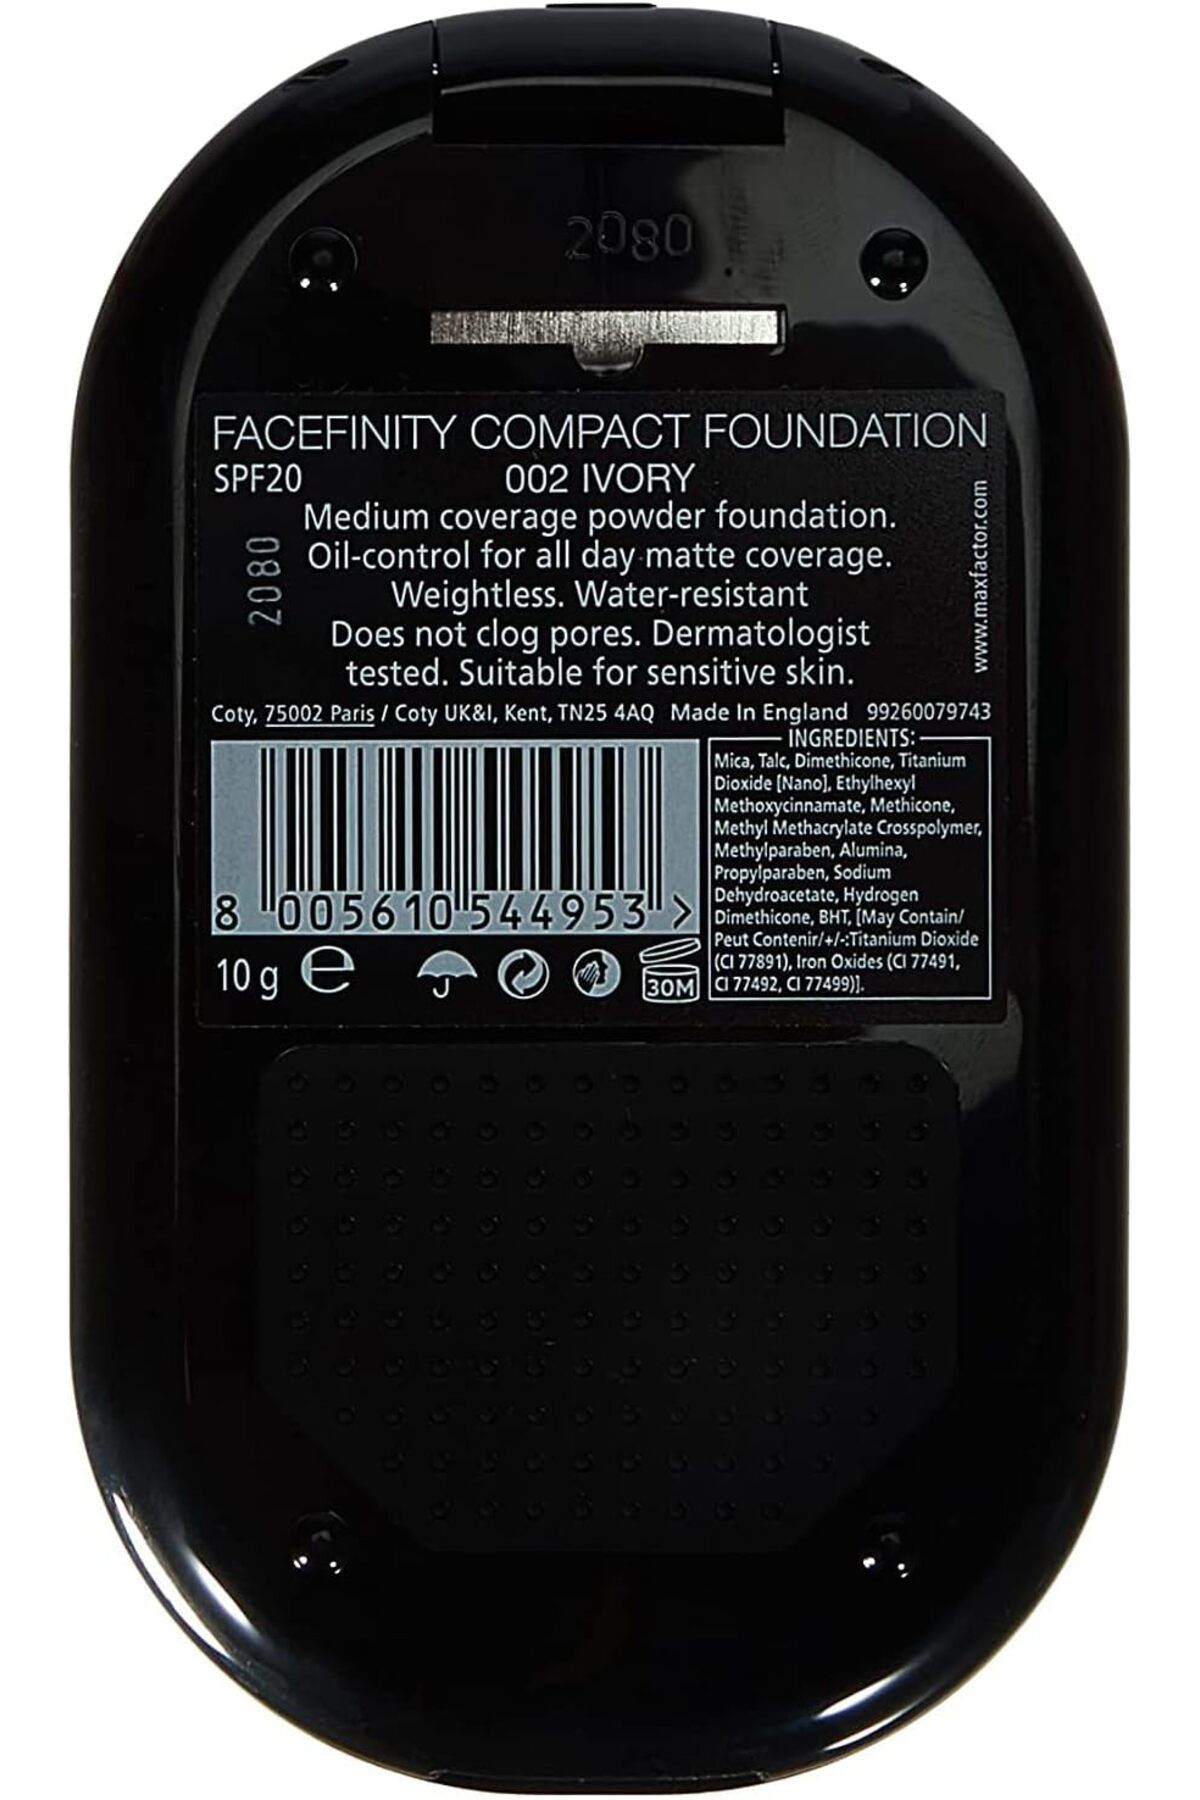 2080
FACEFINITY COMPACT FOUNDATION
SPF20 002 IVORY
Medium coverage powder foundation.
Oil-control for all day matte coverage.
Weightless. Water-resistant
Does not clog pores. Dermatologist
tested. Suitable for sensitive skin.
2080
www.maxfactor.com
Coty, 75002 Paris / Coty UK&I, Kent, TN25 4AQ Made In England 99260079743
8 005610 544953 >
10 g ℮
30M
INGREDIENTS:
Mica, Talc, Dimethicone, Titanium
Dioxide [Nano], Ethylhexyl
Methoxycinnamate, Methicone,
Methyl Methacrylate Crosspolymer,
Methylparaben, Alumina,
Propylparaben, Sodium
Dehydroacetate, Hydrogen
Dimethicone, BHT, [May Contain/
Peut Contenir/+/-:Titanium Dioxide
(CI 77891), Iron Oxides (CI 77491,
CI 77492, CI 77499)].